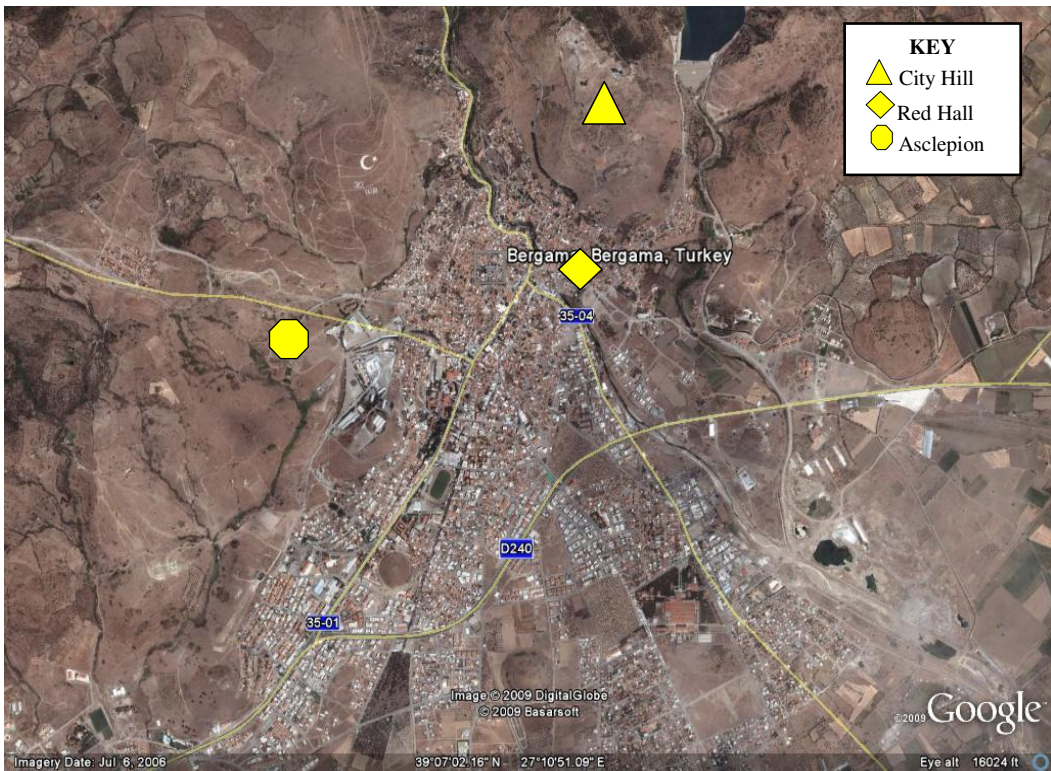 KEY
City Hill
Red Hall
Asclepion
Bergama, Bergama, Turkey
35-04
D240
35-01
Image © 2009 DigitalGlobe
© 2009 Basarsoft
©2009 Google
Imagery Date: Jul 6, 2006
39°07'02.16" N 27°10'51.09" E
Eye alt 16024 ft